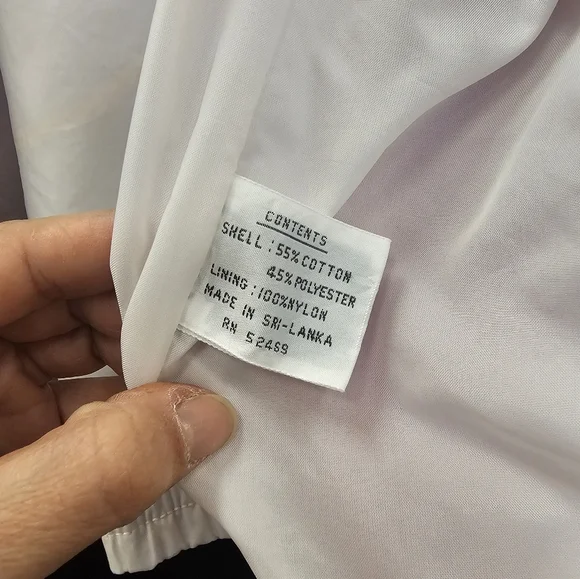 CONTENTS
SHELL : 55% COTTON
45% POLYESTER
LINING : 100% NYLON
MADE IN SRI-LANKA
RN 52469